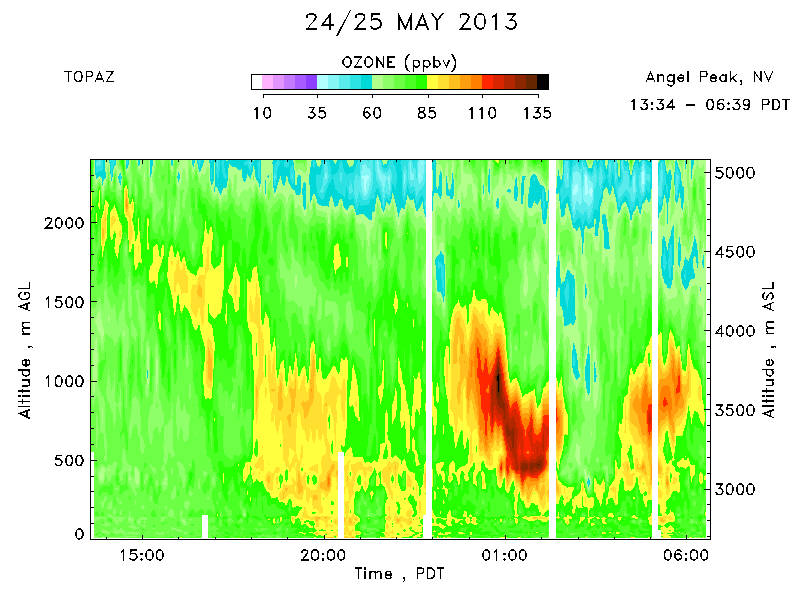 24/25 MAY 2013
TOPAZ
OZONE (ppbv)
10 35 60 85 110 135
Angel Peak, NV
13:34 – 06:39 PDT
Altitude , m AGL
2000
1500
1000
500
0
5000
4500
4000
3500
3000
Altitude , m ASL
15:00 20:00 01:00 06:00
Time , PDT